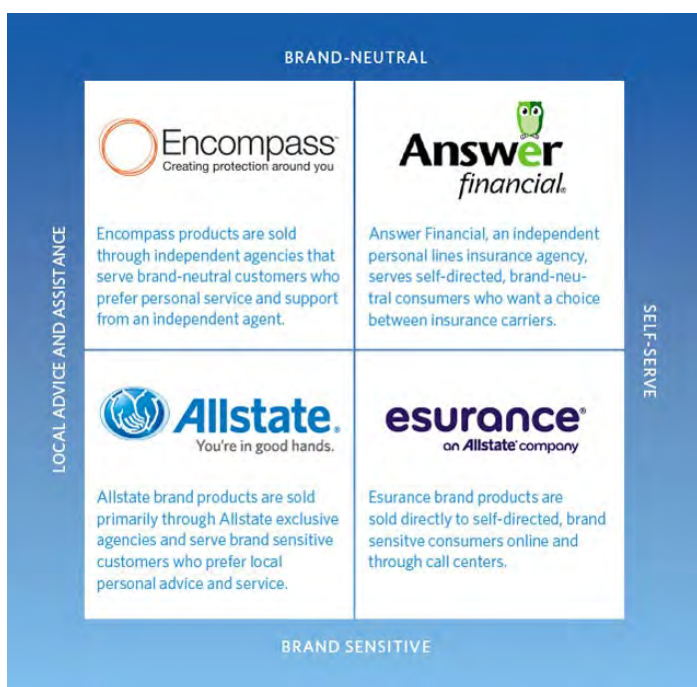 BRAND-NEUTRAL
Encompass
Creating protection around you
Encompass products are sold
through independent agencies that
serve brand-neutral customers who
prefer personal service and support
from an independent agent.
Answer
financial®
Answer Financial, an independent
personal lines insurance agency,
serves self-directed, brand-neu-
tral consumers who want a choice
between insurance carriers.
LOCAL ADVICE AND ASSISTANCE
SELF-SERVE
Allstate®
You're in good hands.
Allstate brand products are sold
primarily through Allstate exclusive
agencies and serve brand sensitive
customers who prefer local
personal advice and service.
esurance®
an Allstate® company
Esurance brand products are
sold directly to self-directed, brand
sensitve consumers online and
through call centers.
BRAND SENSITIVE